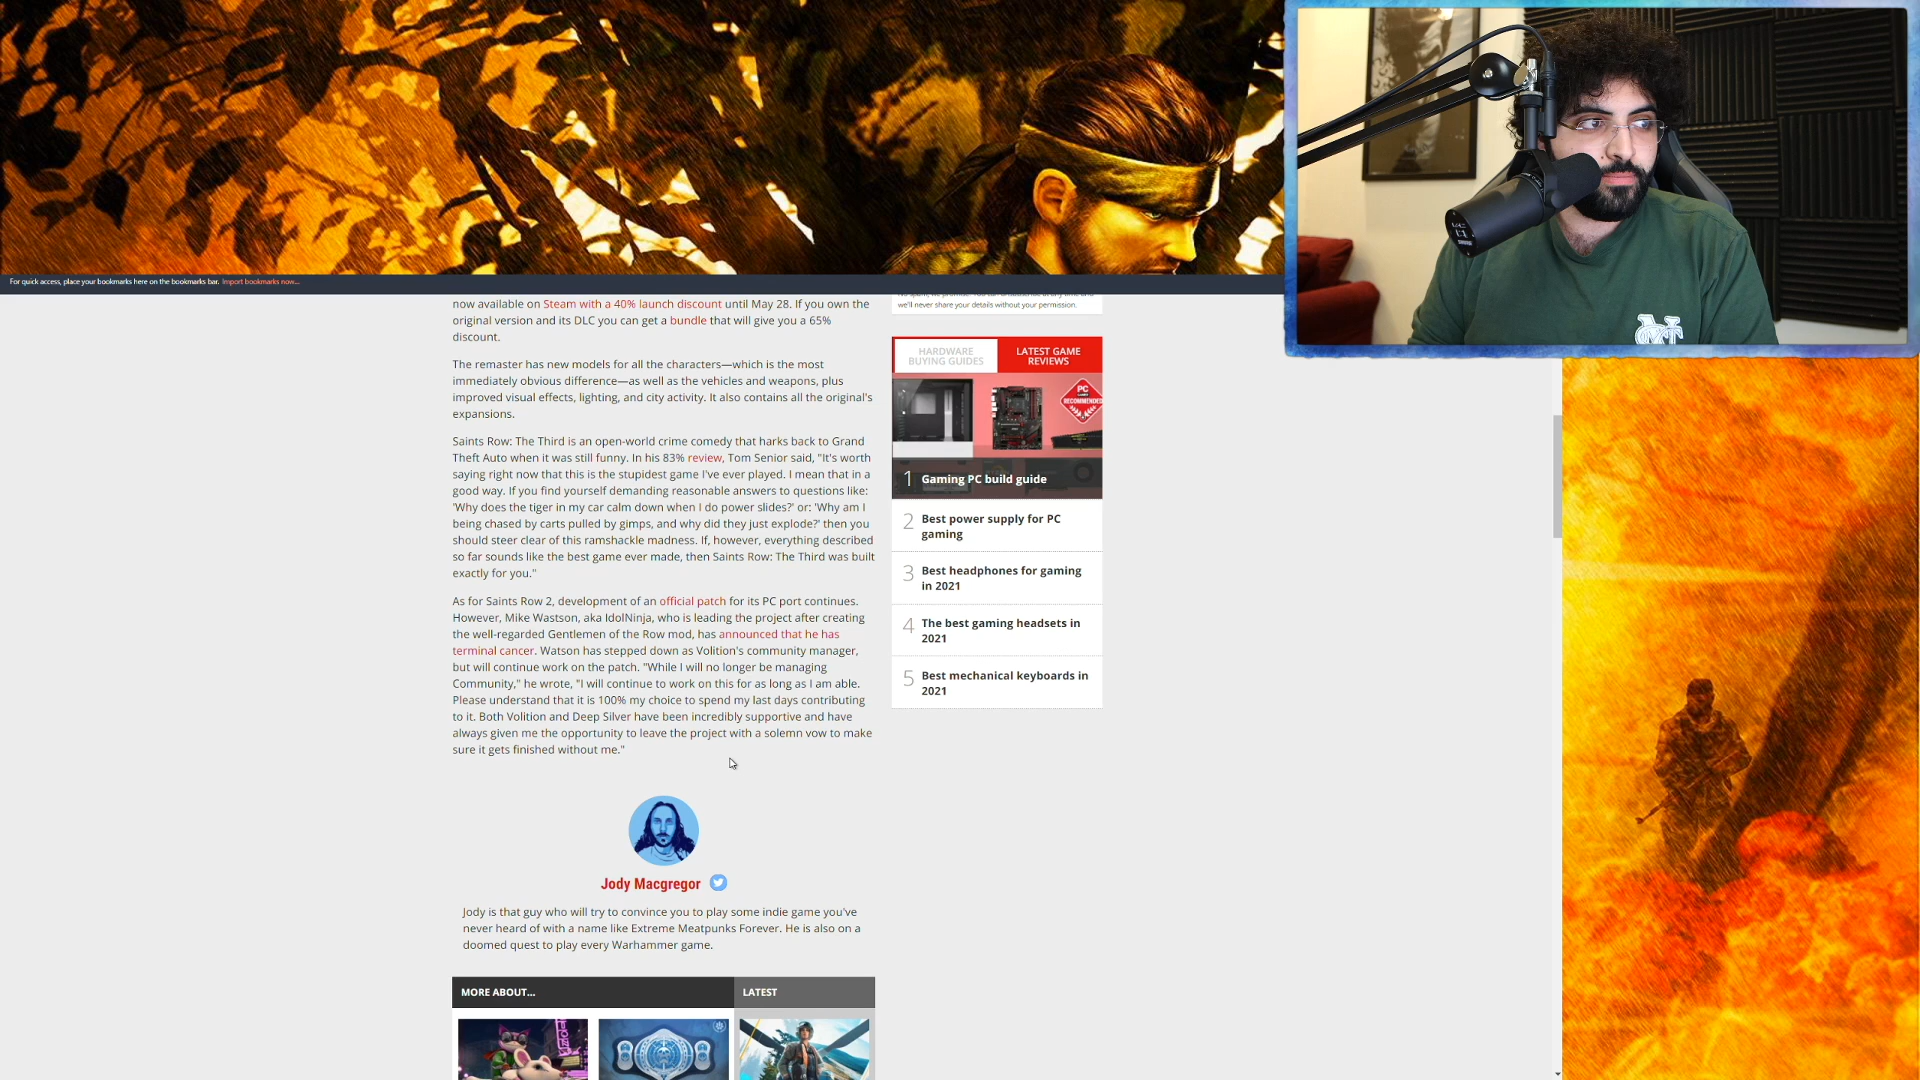 For quick access, place your bookmarks here on the bookmarks bar. Import bookmarks now...
now available on Steam with a 40% launch discount until May 28. If you own the
original version and its DLC you can get a bundle that will give you a 65%
discount.
The remaster has new models for all the characters—which is the most
immediately obvious difference—as well as the vehicles and weapons, plus
improved visual effects, lighting, and city activity. It also contains all the original's
expansions.
Saints Row: The Third is an open-world crime comedy that harks back to Grand
Theft Auto when it was still funny. In his 83% review, Tom Senior said, "It's worth
saying right now that this is the stupidest game I've ever played. I mean that in a
good way. If you find yourself demanding reasonable answers to questions like:
'Why does the tiger in my car calm down when I do power slides?' or: 'Why am I
being chased by carts pulled by gimps, and why did they just explode?' then you
should steer clear of this ramshackle madness. If, however, everything described
so far sounds like the best game ever made, then Saints Row: The Third was built
exactly for you."
As for Saints Row 2, development of an official patch for its PC port continues.
However, Mike Wastson, aka IdolNinja, who is leading the project after creating
the well-regarded Gentlemen of the Row mod, has announced that he has
terminal cancer. Watson has stepped down as Volition's community manager,
but will continue work on the patch. "While I will no longer be managing
Community," he wrote, "I will continue to work on this for as long as I am able.
Please understand that it is 100% my choice to spend my last days contributing
to it. Both Volition and Deep Silver have been incredibly supportive and have
always given me the opportunity to leave the project with a solemn vow to make
sure it gets finished without me."
Jody Macgregor
Jody is that guy who will try to convince you to play some indie game you've
never heard of with a name like Extreme Meatpunks Forever. He is also on a
doomed quest to play every Warhammer game.
MORE ABOUT...
LATEST
we'll never share your details without your permission.
HARDWARE
BUYING GUIDES
LATEST GAME
REVIEWS
PC
RECOMMENDED
1 Gaming PC build guide
2 Best power supply for PC
gaming
3 Best headphones for gaming
in 2021
4 The best gaming headsets in
2021
5 Best mechanical keyboards in
2021